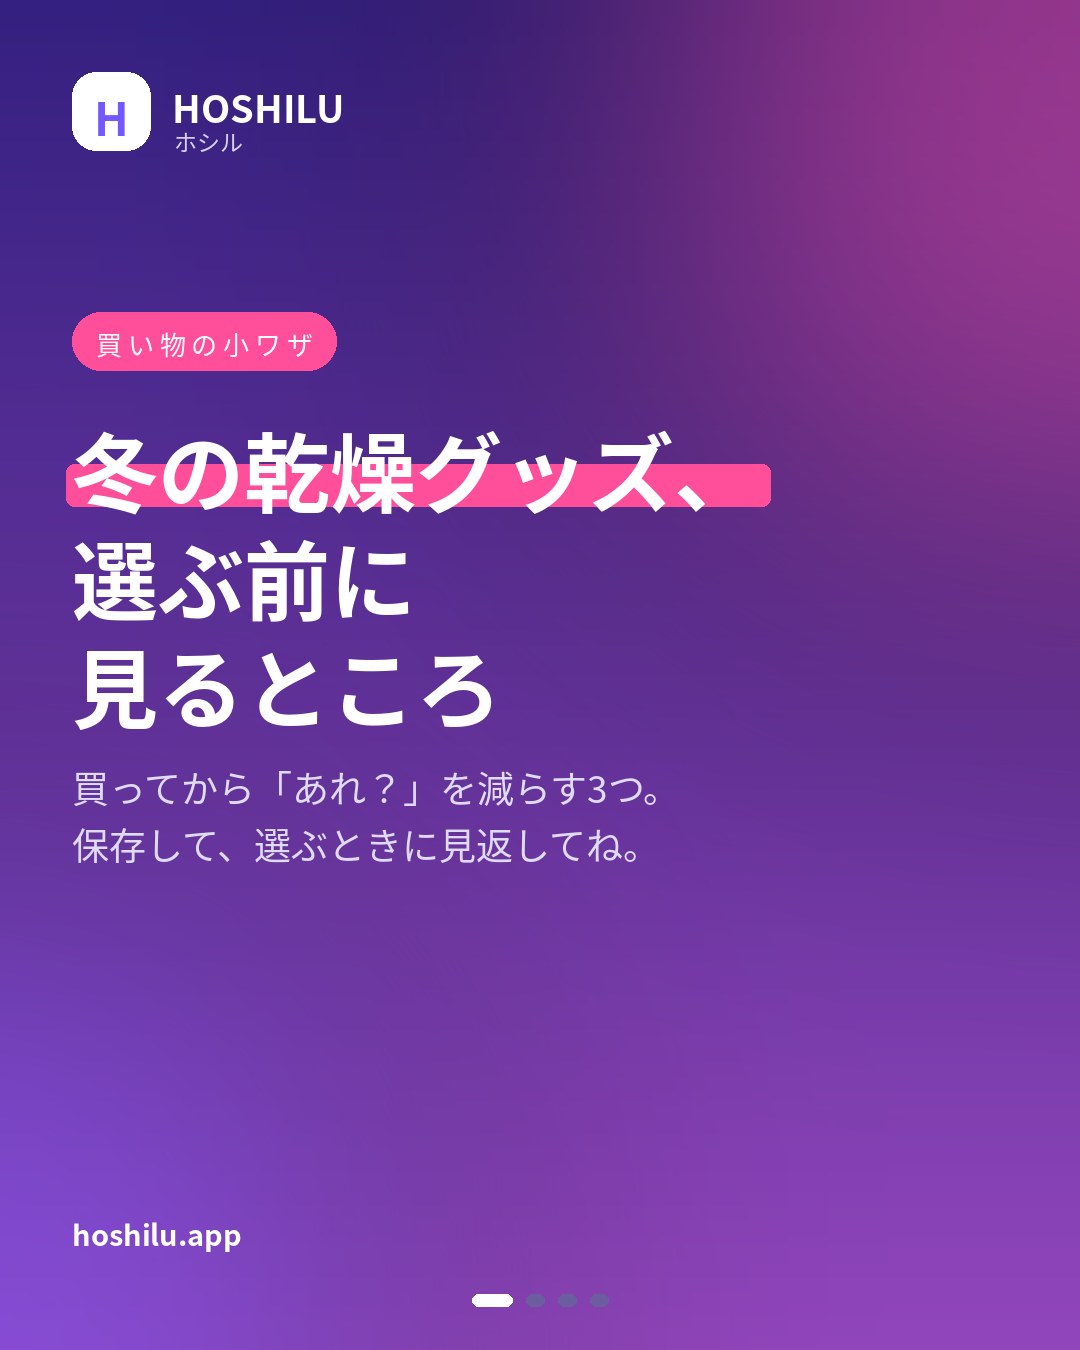 H
HOSHILU
ホシル
買い物の小ワザ
冬の乾燥グッズ、
選ぶ前に
見るところ
買ってから「あれ？」を減らす3つ。
保存して、選ぶときに見返してね。
hoshilu.app